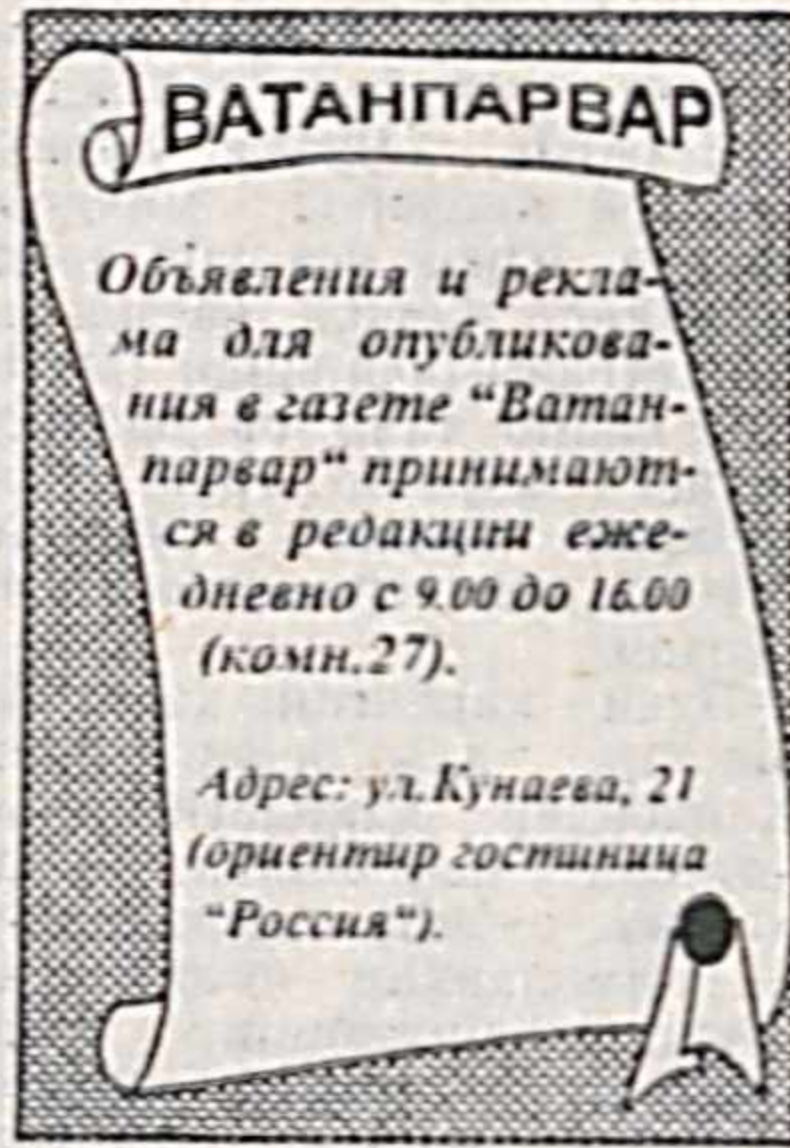 ВАТАНПАРВАР
Объявления и рекла-
ма для опубликова-
ния в газете “Ватан-
парвар“ принимают-
ся в редакции еже-
дневно с 9.00 до 16.00
(комн.27).
Адрес: ул.Кунаева, 21
(ориентир гостиница
“Россия“).